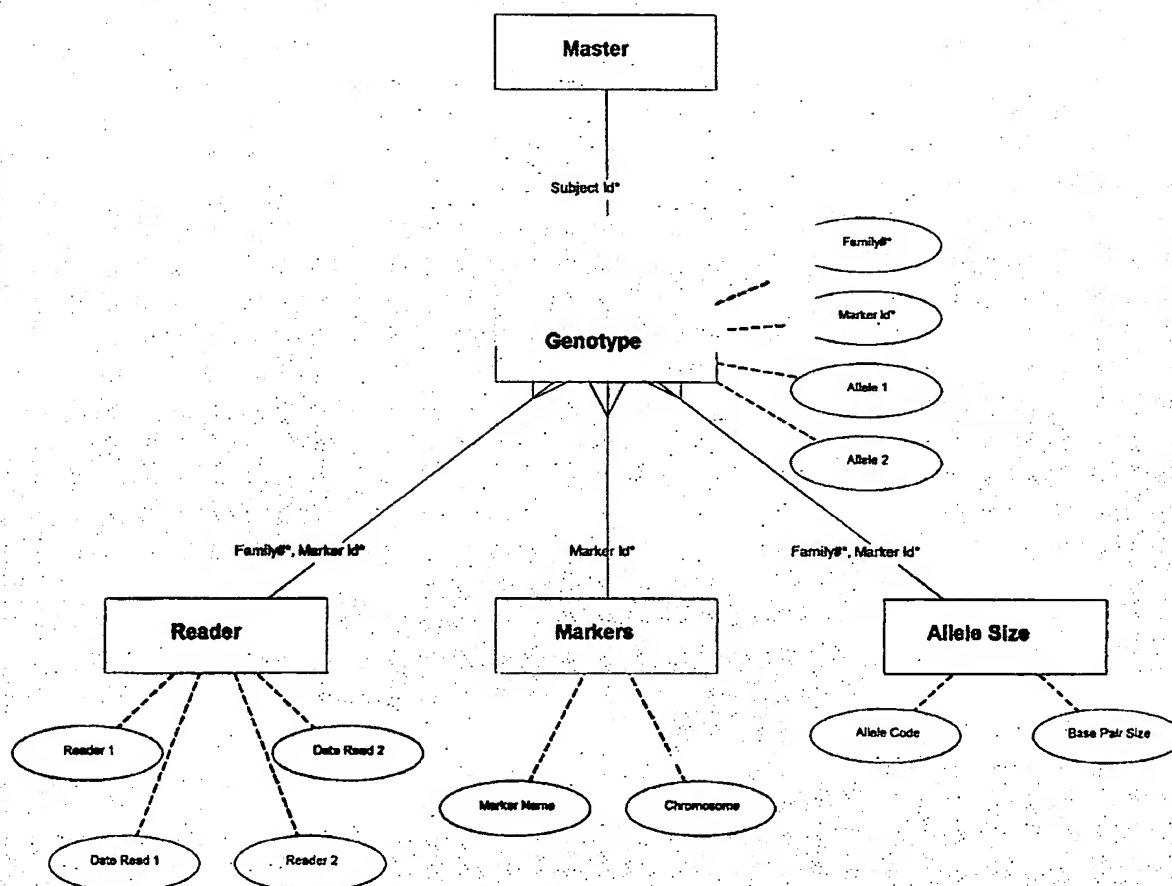 Master
Subject Id*
Family#*
Marker Id*
Genotype
Allele 1
Allele 2
Family#*, Marker Id*
Marker Id*
Family#*, Marker Id*
Reader
Markers
Allele Size
Reader 1
Date Read 2
Allele Code
Base Pair Size
Marker Name
Chromosome
Date Read 1
Reader 2